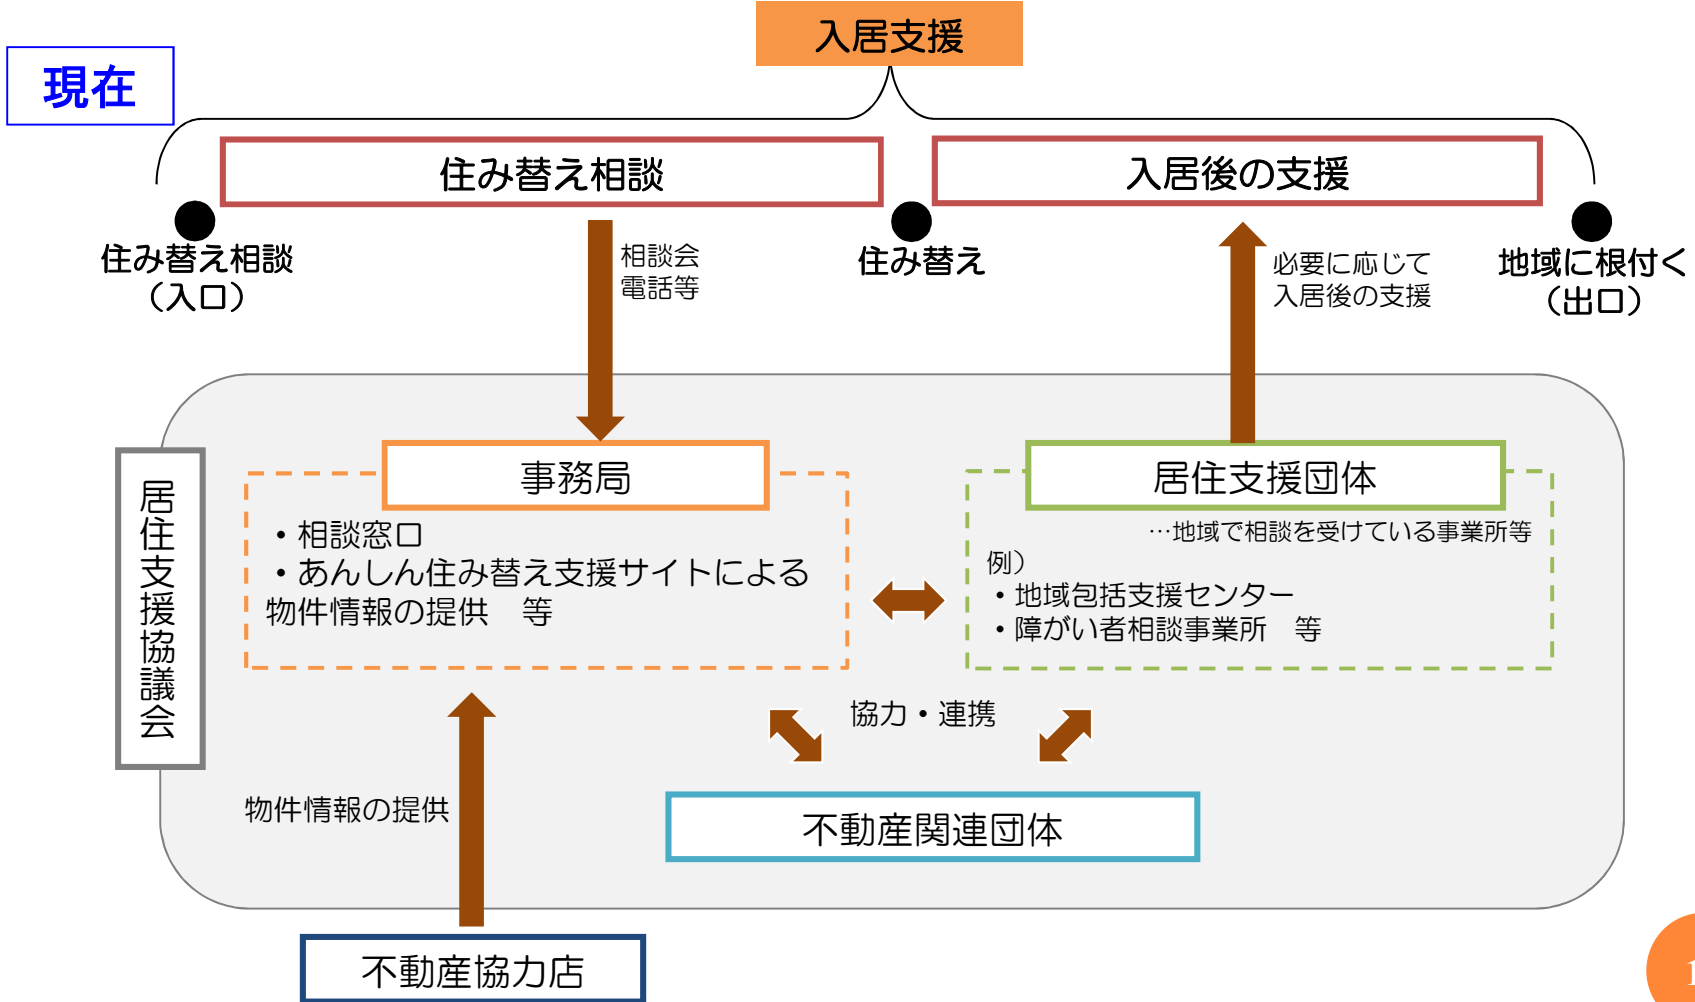 入居支援
現在
住み替え相談
入居後の支援
住み替え相談
（入口）
相談会
電話等
住み替え
必要に応じて
入居後の支援
地域に根付く
（出口）
居住支援協議会
事務局
・相談窓口
・あんしん住み替え支援サイトによる
物件情報の提供　等
居住支援団体
…地域で相談を受けている事業所等
例）
・地域包括支援センター
・障がい者相談事業所　等
協力・連携
物件情報の提供
不動産関連団体
不動産協力店